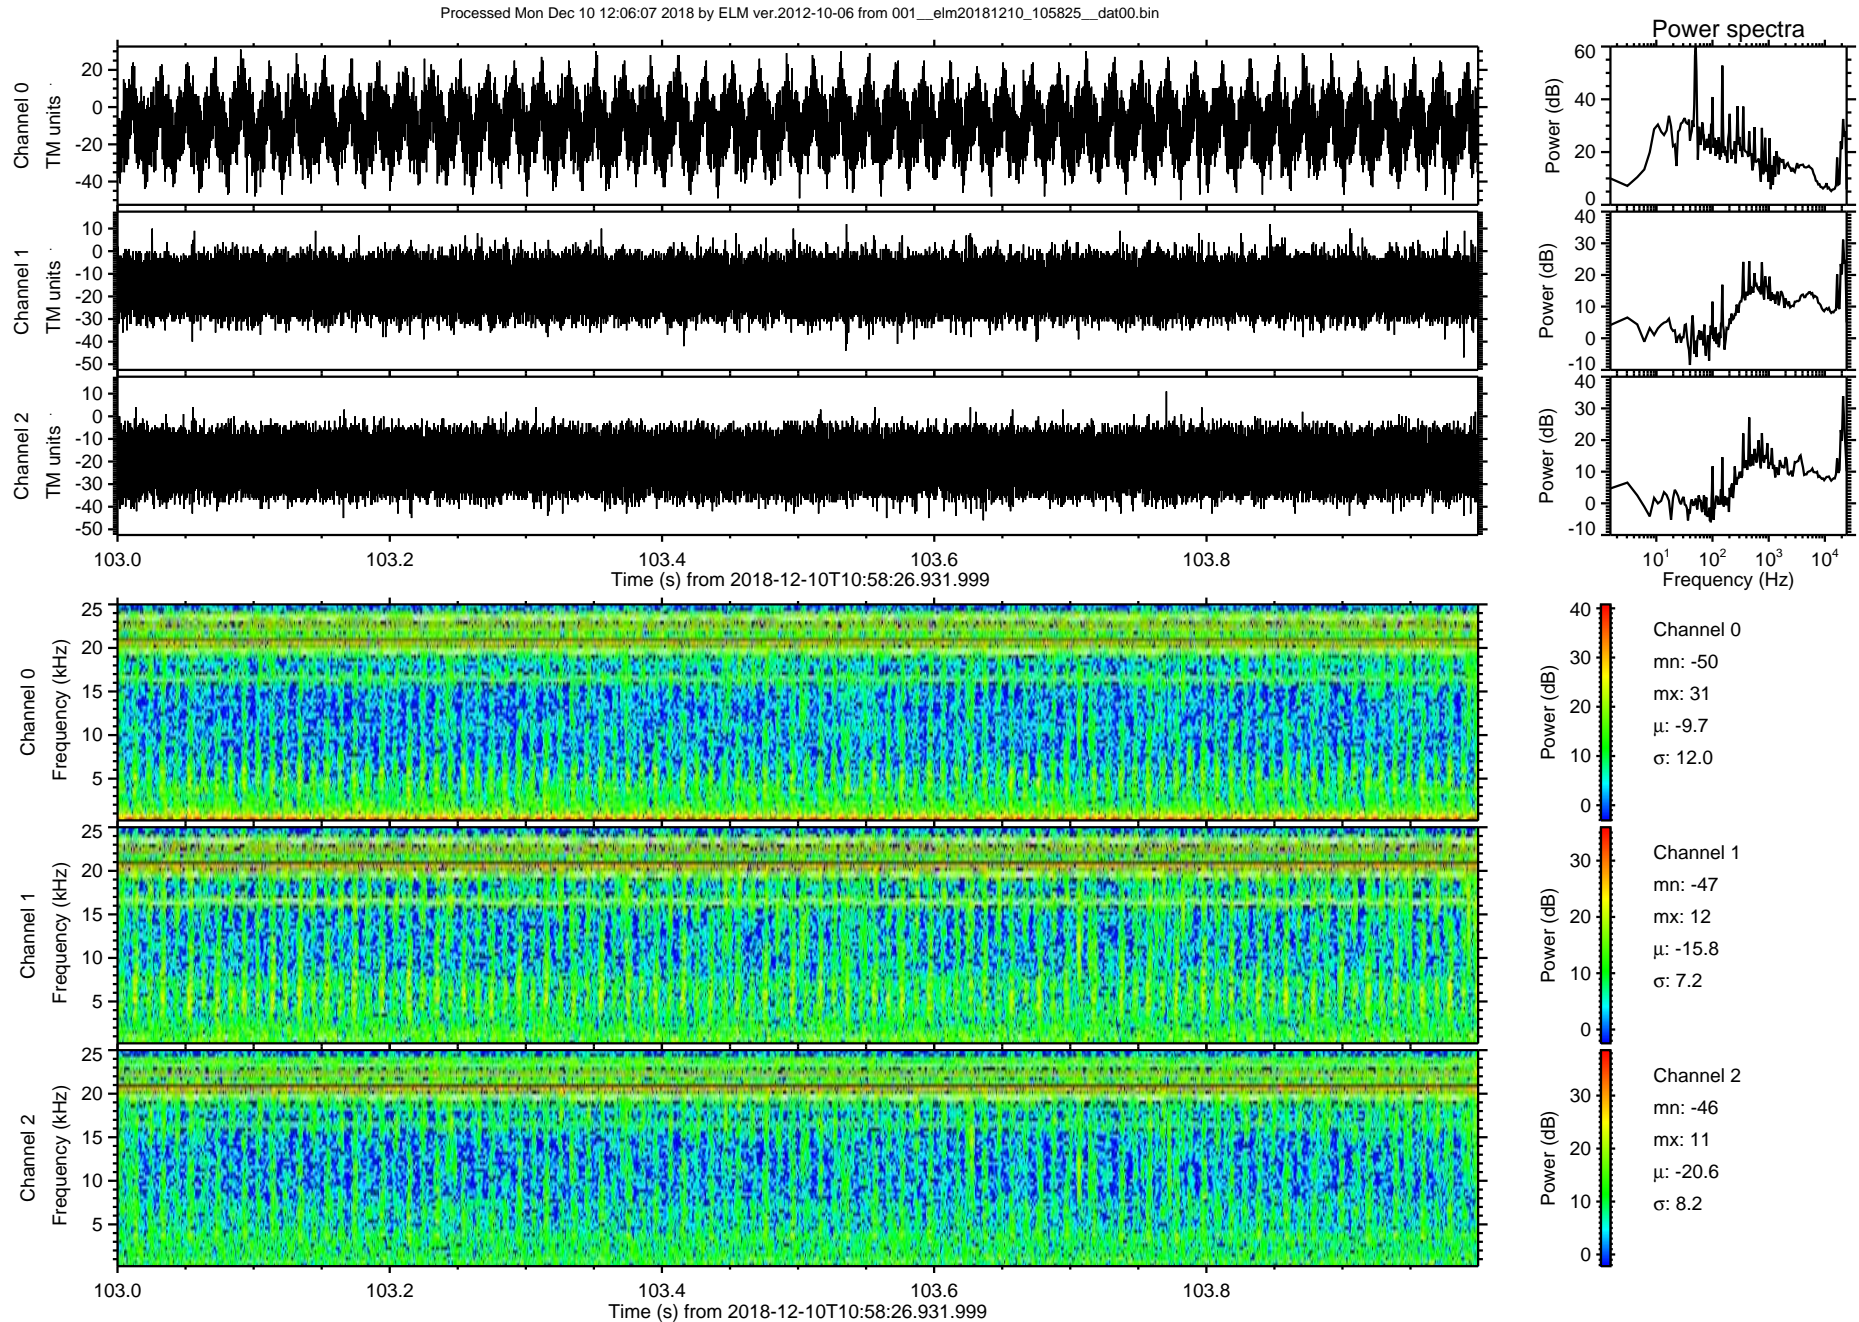 Processed Mon Dec 10 12:06:07 2018 by ELM ver.2012-10-06 from 001__elm20181210_105825__dat00.bin
Power spectra
Channel 0
TM units
20
0
-20
-40
Power (dB)
60
40
20
0
Channel 1
TM units
10
0
-10
-20
-30
-40
-50
Power (dB)
40
30
20
10
0
-10
Channel 2
TM units
10
0
-10
-20
-30
-40
-50
Power (dB)
40
30
20
10
0
-10
103.0 103.2 103.4 103.6 103.8
Time (s) from 2018-12-10T10:58:26.931.999
10^1 10^2 10^3 10^4
Frequency (Hz)
Channel 0
Frequency (kHz)
25
20
15
10
5
Power (dB)
40
30
20
10
0
Channel 0
mn: -50
mx: 31
μ: -9.7
σ: 12.0
Channel 1
Frequency (kHz)
25
20
15
10
5
Power (dB)
30
20
10
0
Channel 1
mn: -47
mx: 12
μ: -15.8
σ: 7.2
Channel 2
Frequency (kHz)
25
20
15
10
5
Power (dB)
30
20
10
0
Channel 2
mn: -46
mx: 11
μ: -20.6
σ: 8.2
103.0 103.2 103.4 103.6 103.8
Time (s) from 2018-12-10T10:58:26.931.999